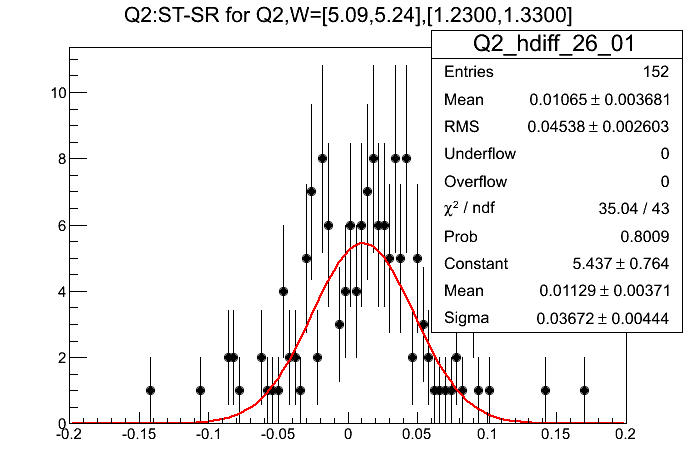 Q2:ST-SR for Q2,W=[5.09,5.24],[1.2300,1.3300]
Q2_hdiff_26_01
Entries 152
Mean 0.01065 ± 0.003681
RMS 0.04538 ± 0.002603
Underflow 0
Overflow 0
χ² / ndf 35.04 / 43
Prob 0.8009
Constant 5.437 ± 0.764
Mean 0.01129 ± 0.00371
Sigma 0.03672 ± 0.00444
10
8
6
4
2
0
-0.2 -0.15 -0.1 -0.05 0 0.05 0.1 0.15 0.2